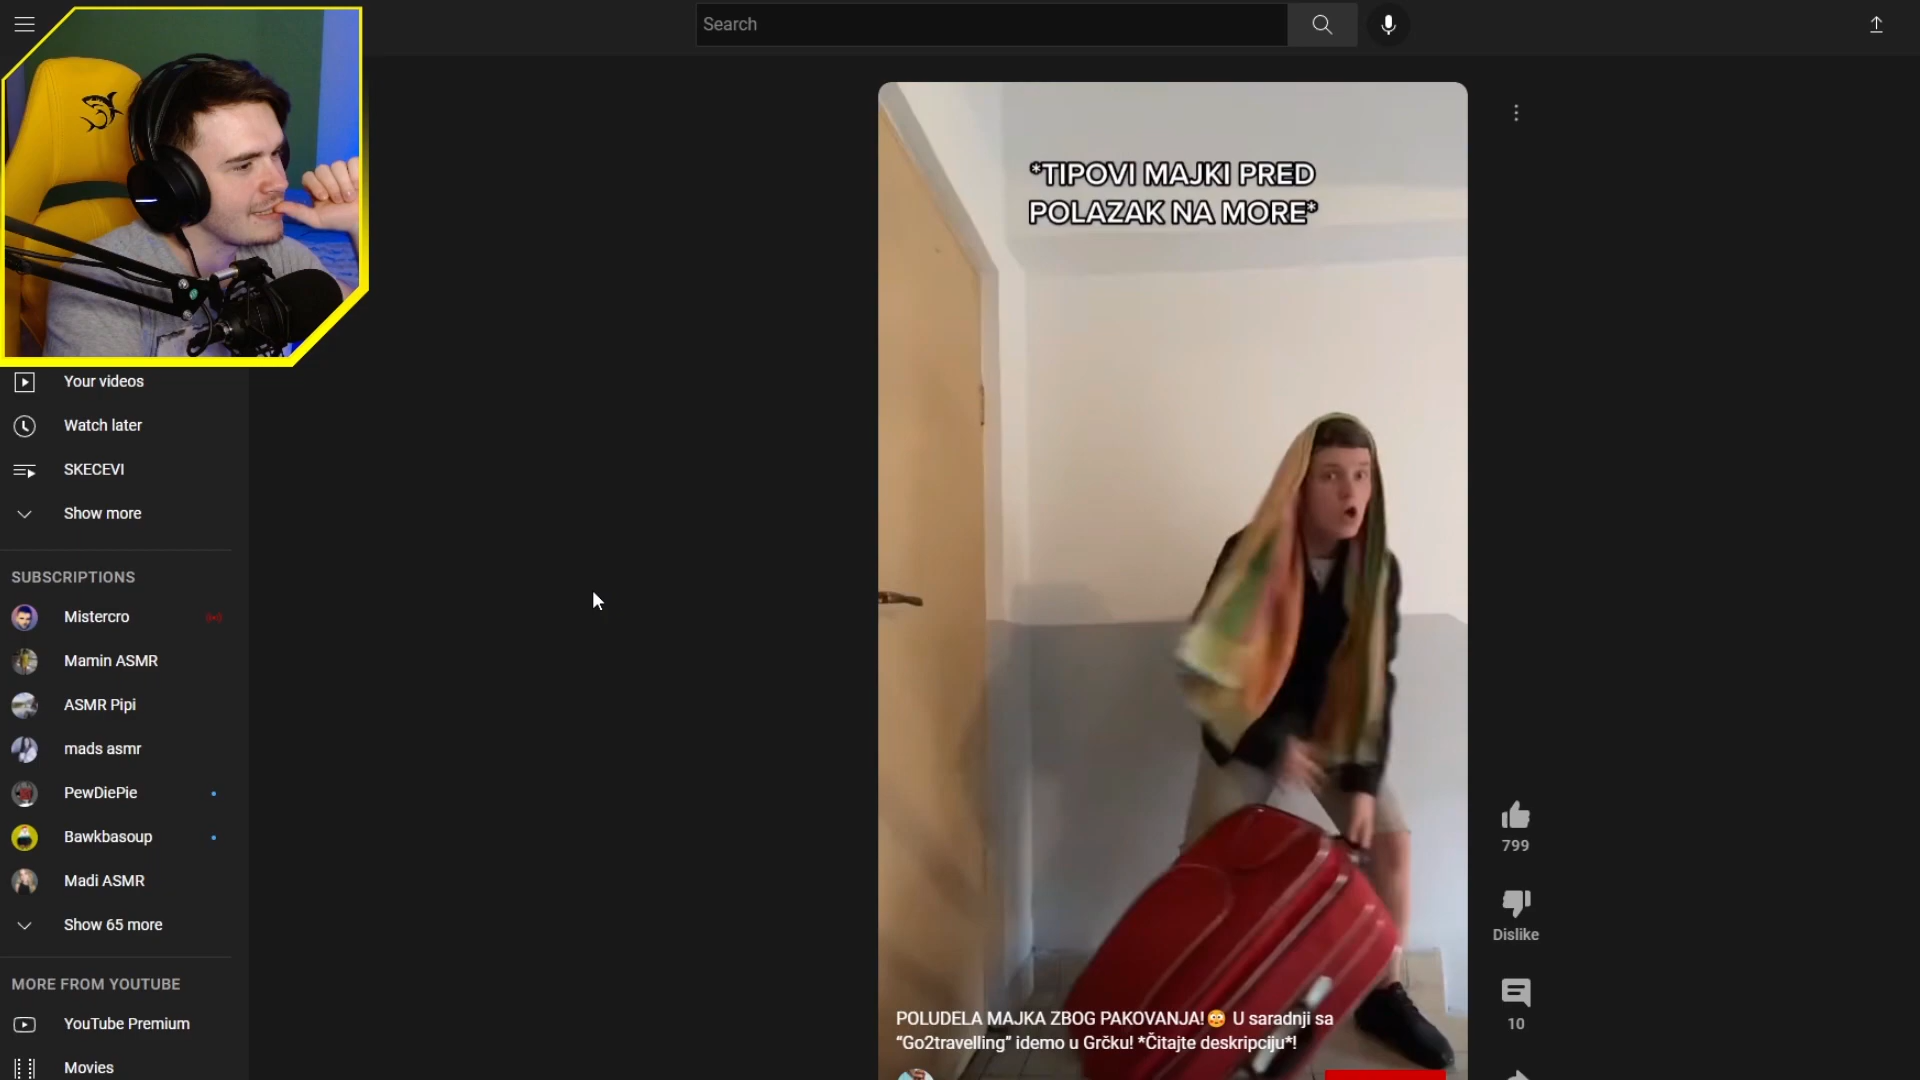 Search
*TIPOVI MAJKI PRED
POLAZAK NA MORE*
Your videos
Watch later
SKECEVI
Show more
SUBSCRIPTIONS
Mistercro
Mamin ASMR
ASMR Pipi
mads asmr
PewDiePie
Bawkbasoup
Madi ASMR
Show 65 more
MORE FROM YOUTUBE
YouTube Premium
Movies
799
Dislike
10
POLUDELA MAJKA ZBOG PAKOVANJA!😳 U saradnji sa
“Go2travelling” idemo u Grčku! *Čitajte deskripciju*!